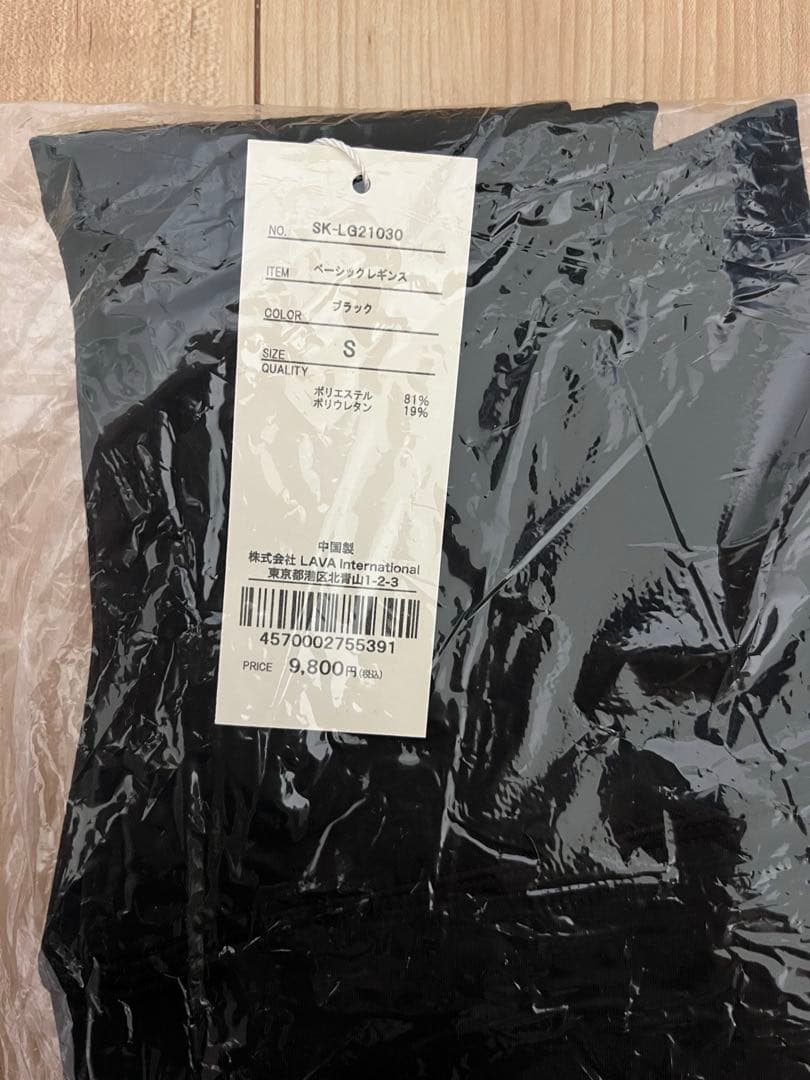 NO. SK-LG21030
ITEM ベーシックレギンス
COLOR ブラック
SIZE S
QUALITY
ポリエステル 81%
ポリウレタン 19%
中国製
株式会社 LAVA International
東京都港区北青山1-2-3
4570002755391
PRICE 9,800円(税込)